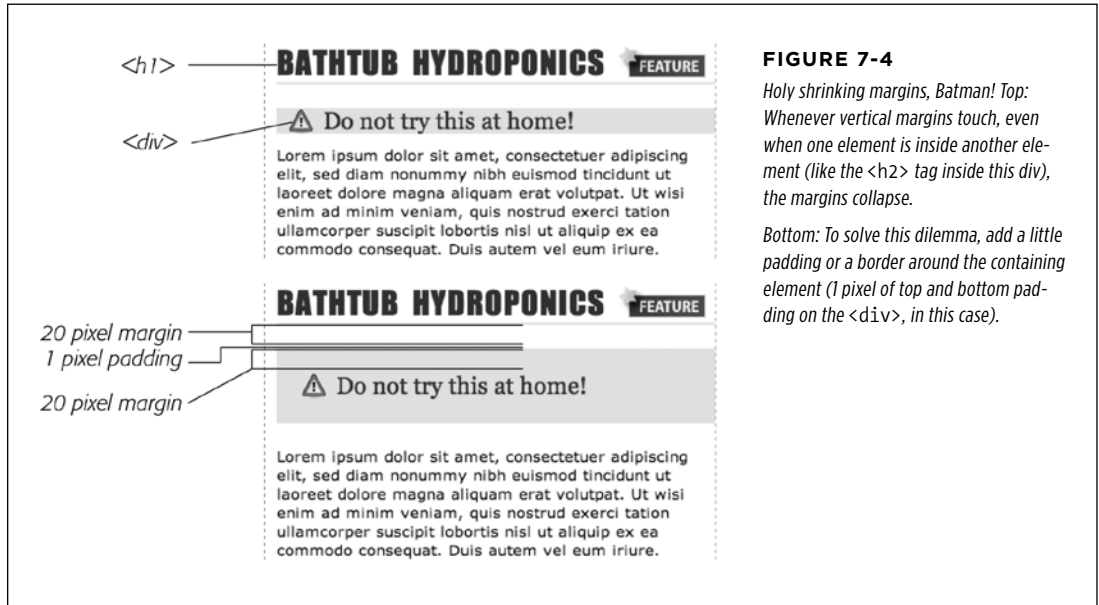 <h1>
BATHTUB HYDROPONICS FEATURE
<div>
Do not try this at home!
Lorem ipsum dolor sit amet, consectetuer adipiscing
elit, sed diam nonummy nibh euismod tincidunt ut
laoreet dolore magna aliquam erat volutpat. Ut wisi
enim ad minim veniam, quis nostrud exerci tation
ullamcorper suscipit lobortis nisl ut aliquip ex ea
commodo consequat. Duis autem vel eum iriure.
BATHTUB HYDROPONICS FEATURE
20 pixel margin
1 pixel padding
20 pixel margin
Do not try this at home!
Lorem ipsum dolor sit amet, consectetuer adipiscing
elit, sed diam nonummy nibh euismod tincidunt ut
laoreet dolore magna aliquam erat volutpat. Ut wisi
enim ad minim veniam, quis nostrud exerci tation
ullamcorper suscipit lobortis nisl ut aliquip ex ea
commodo consequat. Duis autem vel eum iriure.
FIGURE 7-4
Holy shrinking margins, Batman! Top:
Whenever vertical margins touch, even
when one element is inside another ele-
ment (like the <h2> tag inside this div),
the margins collapse.
Bottom: To solve this dilemma, add a little
padding or a border around the containing
element (1 pixel of top and bottom pad-
ding on the <div>, in this case).